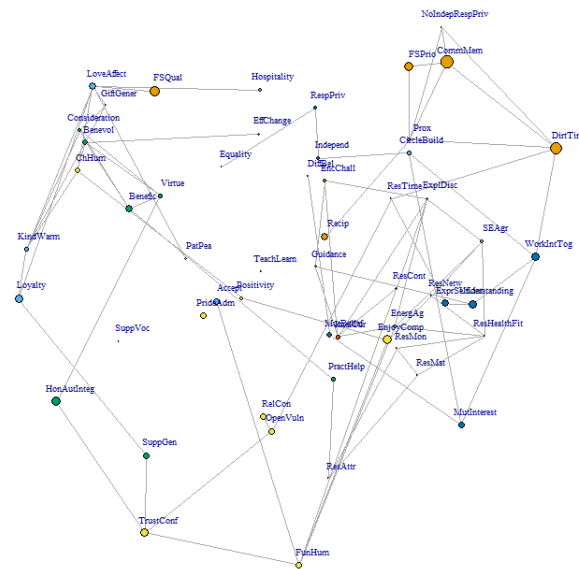 NoIndepRespPriv
FSPrio
CommMem
LoveAffect
FSQual
Hospitality
GiftGener
RespPriv
Consideration
EffChange
Benevol
Prox
DirtTim
Independ
CircleBuild
Equality
ChHum
EncChall
Virtue
ResTime
ExplDisc
Benefic
Recip
SEAgr
KindWarm
PatPea
WorkIntTog
Guidance
TeachLearn
ResCont
Loyalty
Accept
Positivity
ResNetw
Understanding
PrideAdm
EnergAg
SuppVoc
EnjoyComp
ResHealthFit
ResMon
PractHelp
ResMat
HonAutInteg
RelCon
OpenVuln
MutInterest
SuppGen
ResAttr
TrustConf
FunHum